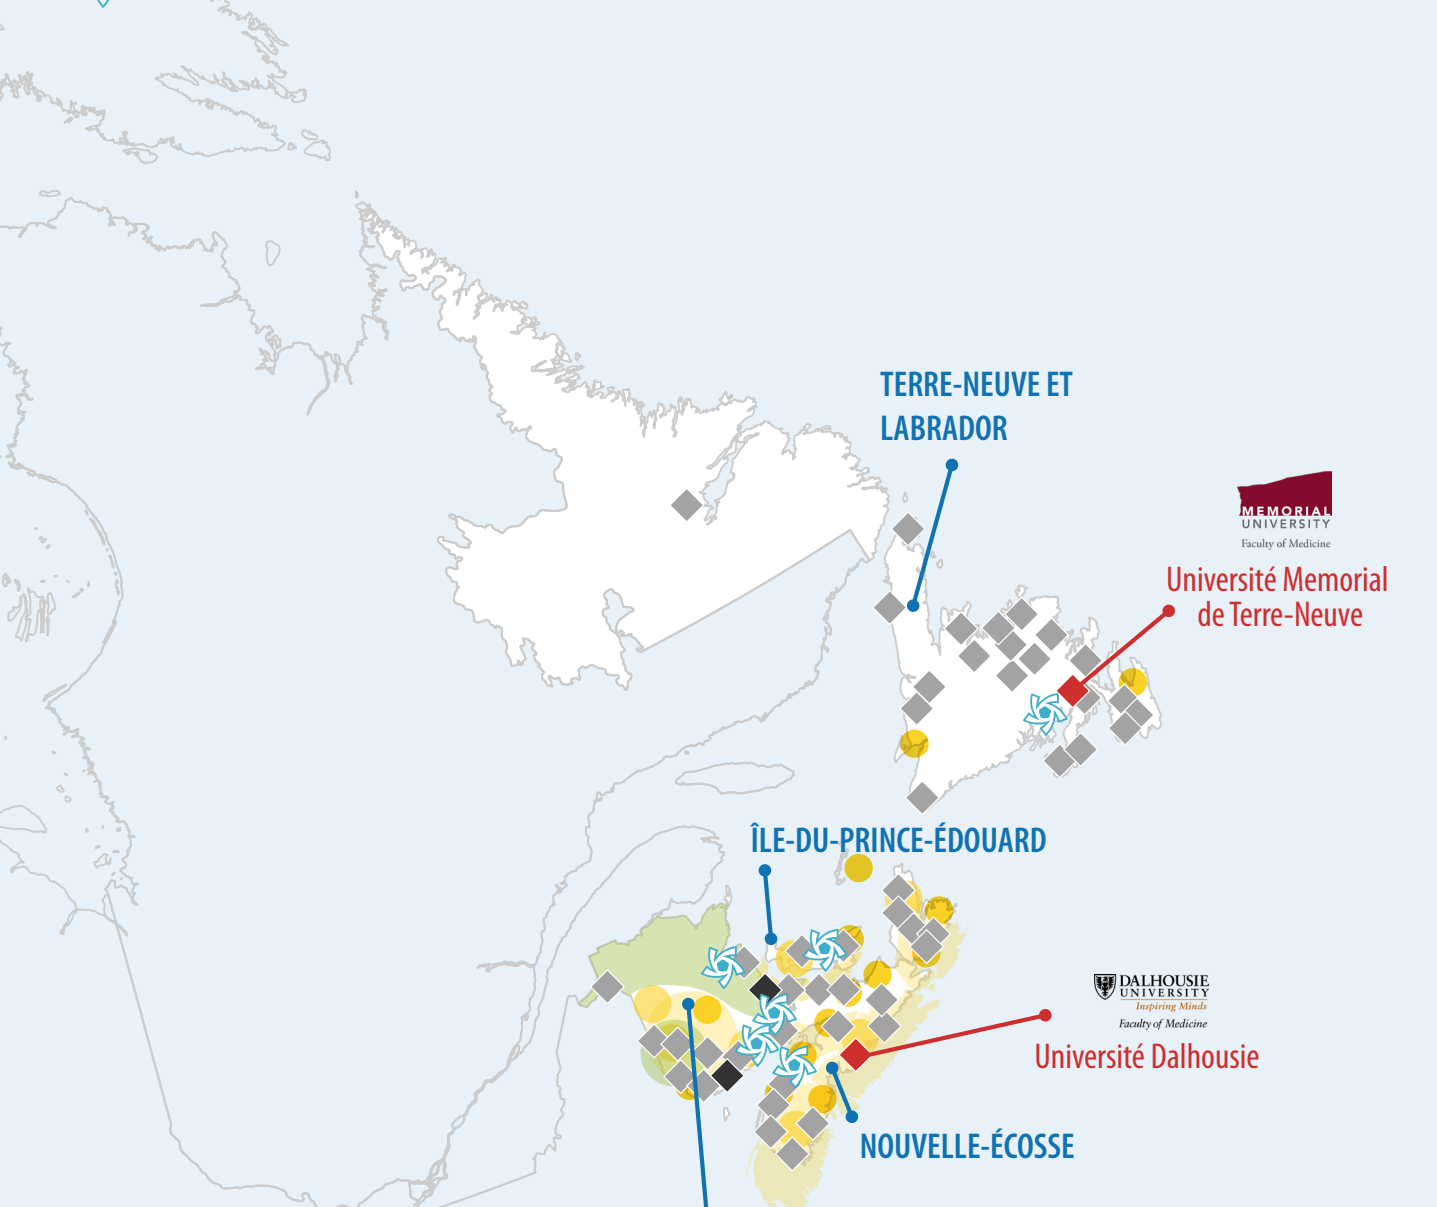 TERRE-NEUVE ET
LABRADOR
MEMORIAL
UNIVERSITY
Faculty of Medicine
Université Memorial
de Terre-Neuve
ÎLE-DU-PRINCE-ÉDOUARD
DALHOUSIE
UNIVERSITY
Inspiring Minds
Faculty of Medicine
Université Dalhousie
NOUVELLE-ÉCOSSE